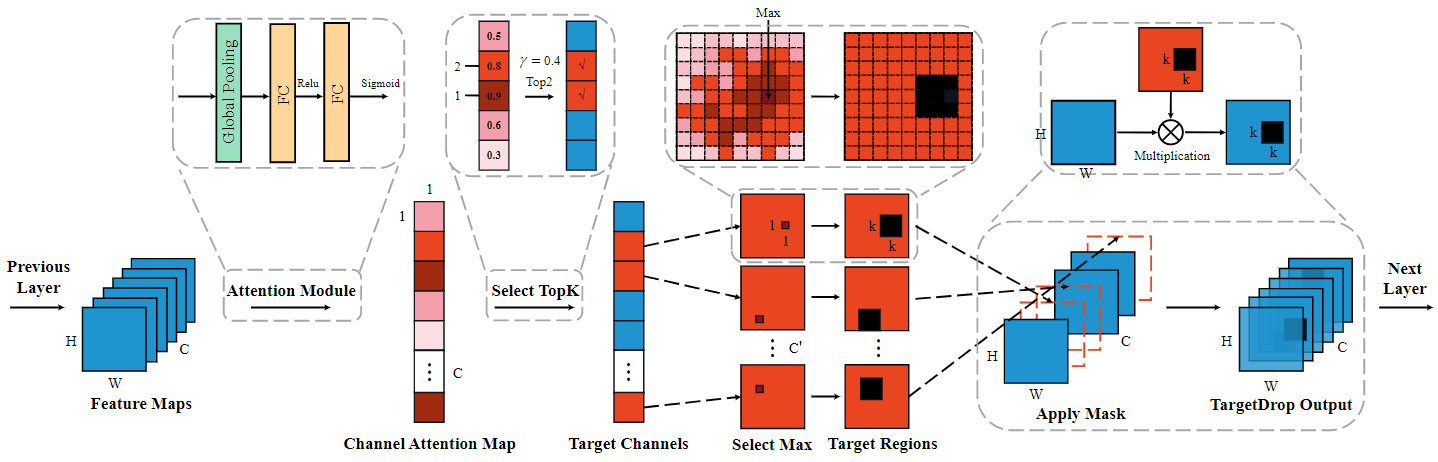 Global Pooling
FC
Relu
FC
Sigmoid
0.5
2
0.8
1
0.9
0.6
0.3
γ = 0.4
Top2
√
√
Max
k
k
H
W
Multiplication
k
k
Previous
Layer
H
W
C
Feature Maps
Attention Module
1
1
C
Channel Attention Map
Select TopK
Target Channels
1
1
C'
Select Max
k
k
Target Regions
H
W
C
Apply Mask
H
W
C
TargetDrop Output
Next
Layer